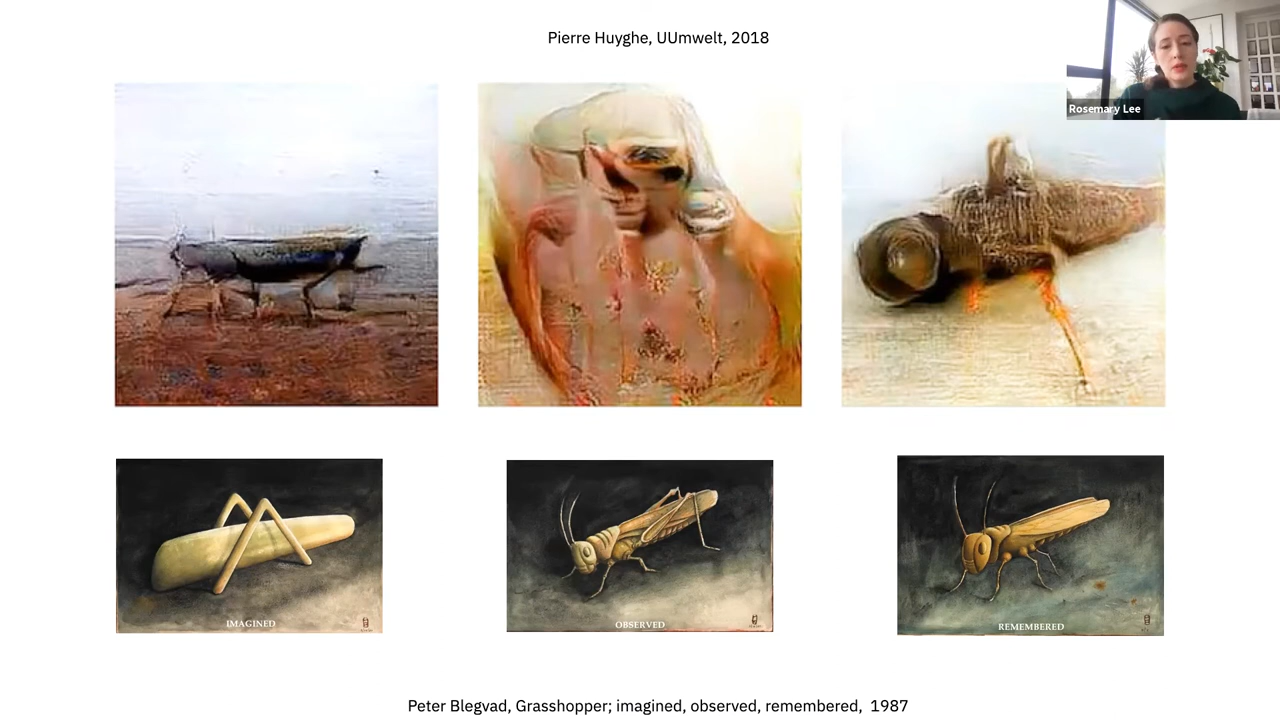 Pierre Huyghe, UUmwelt, 2018
Rosemary Lee
IMAGINED
OBSERVED
REMEMBERED
Peter Blegvad, Grasshopper; imagined, observed, remembered, 1987